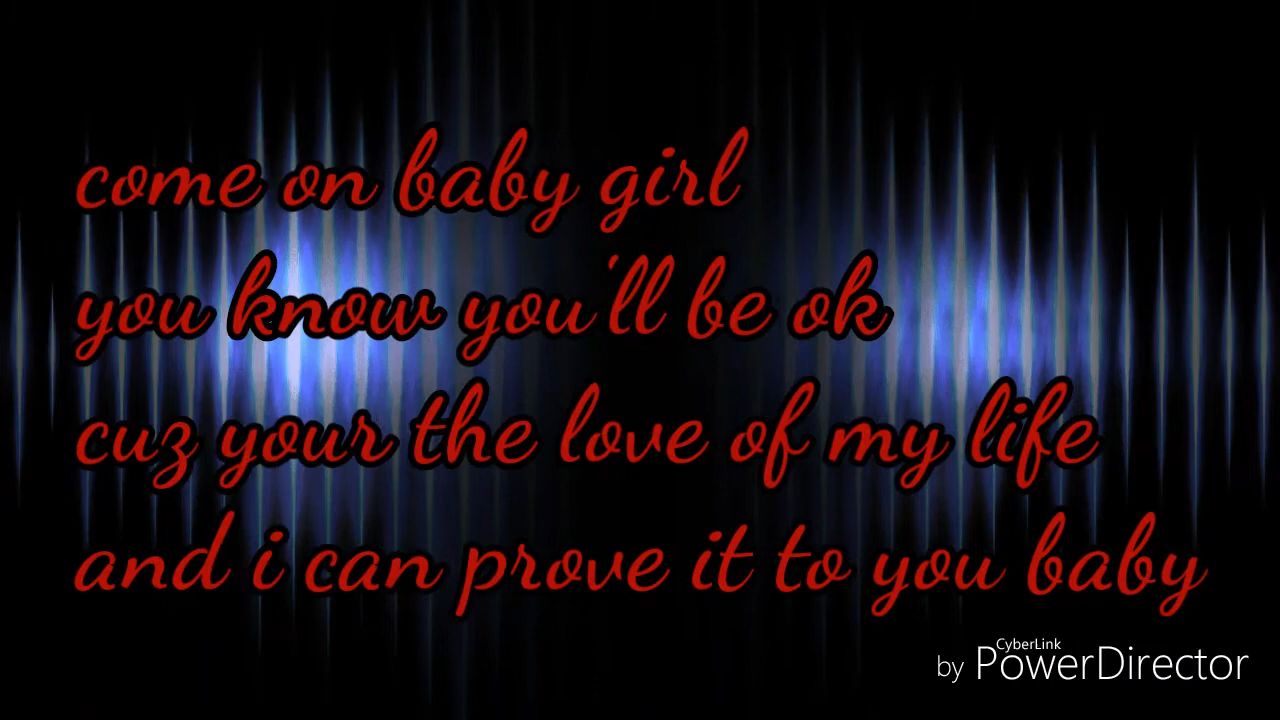 come on baby girl
you know you'll be ok
cuz your the love of my life
and i can prove it to you baby
CyberLink
by PowerDirector